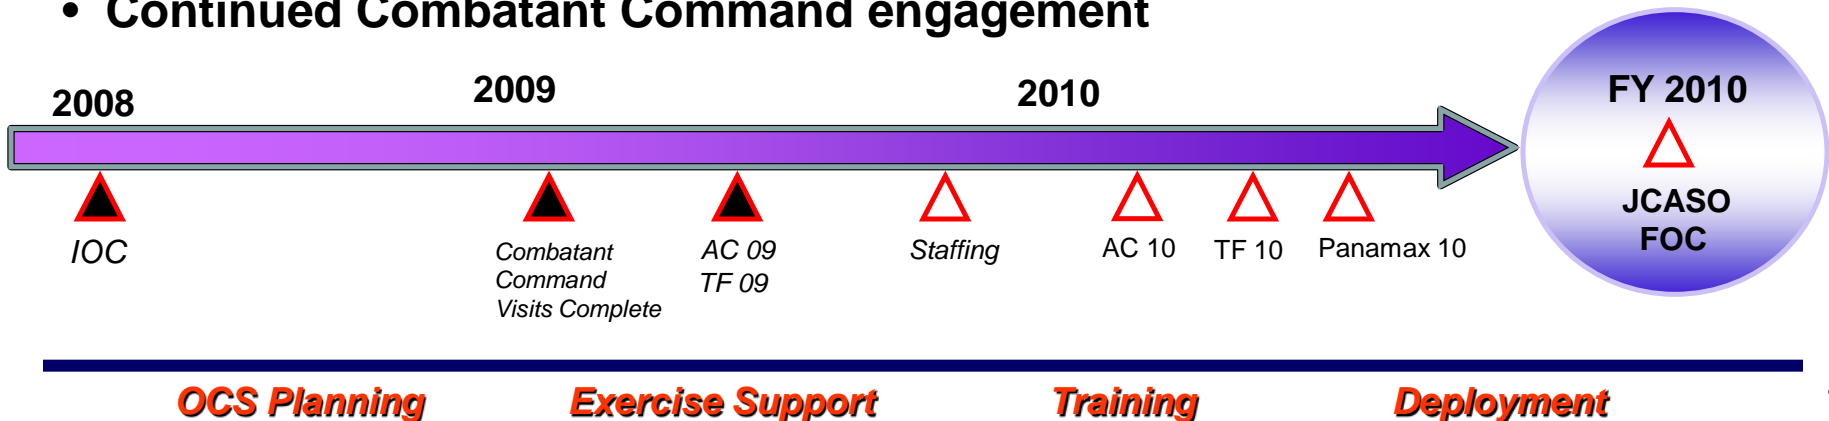 • Continued Combatant Command engagement
2008
2009
2010
FY 2010
JCASO
FOC
IOC
Combatant
Command
Visits Complete
AC 09
TF 09
Staffing
AC 10
TF 10
Panamax 10
OCS Planning
Exercise Support
Training
Deployment